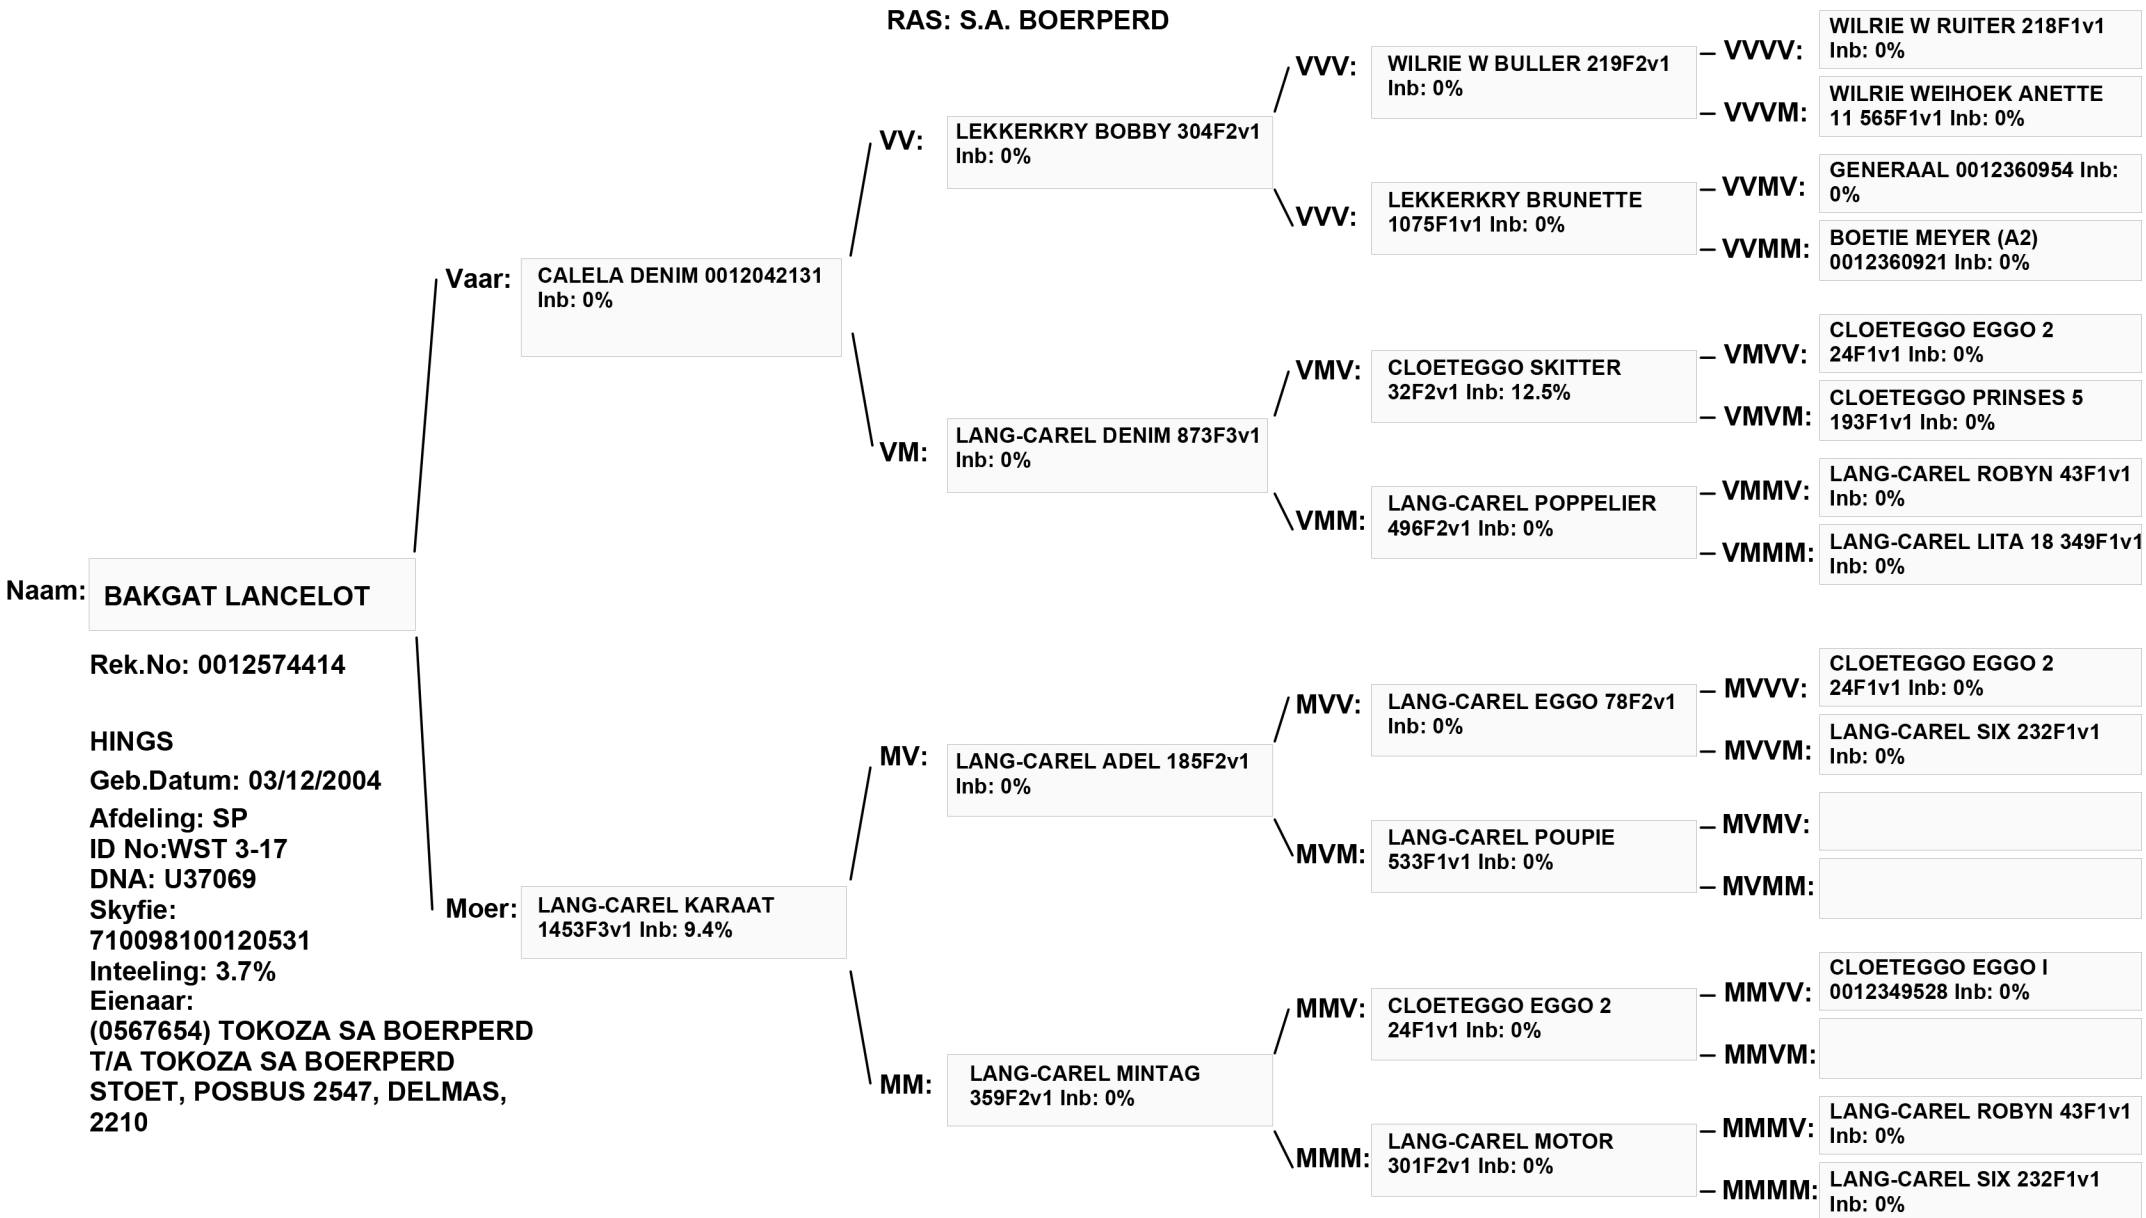 RAS: S.A. BOERPERD
Naam:
BAKGAT LANCELOT
Rek.No: 0012574414
HINGS
Geb.Datum: 03/12/2004
Afdeling: SP
ID No:WST 3-17
DNA: U37069
Skyfie:
710098100120531
Inteeling: 3.7%
Eienaar:
(0567654) TOKOZA SA BOERPERD
T/A TOKOZA SA BOERPERD
STOET, POSBUS 2547, DELMAS,
2210
Vaar:
CALELA DENIM 0012042131
Inb: 0%
Moer:
LANG-CAREL KARAAT
1453F3v1 Inb: 9.4%
VV:
LEKKERKRY BOBBY 304F2v1
Inb: 0%
VM:
LANG-CAREL DENIM 873F3v1
Inb: 0%
MV:
LANG-CAREL ADEL 185F2v1
Inb: 0%
MM:
LANG-CAREL MINTAG
359F2v1 Inb: 0%
VVV:
WILRIE W BULLER 219F2v1
Inb: 0%
VVV:
LEKKERKRY BRUNETTE
1075F1v1 Inb: 0%
VMV:
CLOETEGGO SKITTER
32F2v1 Inb: 12.5%
VMM:
LANG-CAREL POPPELIER
496F2v1 Inb: 0%
MVV:
LANG-CAREL EGGO 78F2v1
Inb: 0%
MVM:
LANG-CAREL POUPIE
533F1v1 Inb: 0%
MMV:
CLOETEGGO EGGO 2
24F1v1 Inb: 0%
MMM:
LANG-CAREL MOTOR
301F2v1 Inb: 0%
VVVV:
WILRIE W RUITER 218F1v1
Inb: 0%
VVVM:
WILRIE WEIHOEK ANETTE
11 565F1v1 Inb: 0%
VVMV:
GENERAAL 0012360954 Inb:
0%
VVMM:
BOETIE MEYER (A2)
0012360921 Inb: 0%
VMVV:
CLOETEGGO EGGO 2
24F1v1 Inb: 0%
VMVM:
CLOETEGGO PRINSES 5
193F1v1 Inb: 0%
VMMV:
LANG-CAREL ROBYN 43F1v1
Inb: 0%
VMMM:
LANG-CAREL LITA 18 349F1v1
Inb: 0%
MVVV:
CLOETEGGO EGGO 2
24F1v1 Inb: 0%
MVVM:
LANG-CAREL SIX 232F1v1
Inb: 0%
MVMV:
MVMM:
MMVV:
CLOETEGGO EGGO I
0012349528 Inb: 0%
MMVM:
MMMV:
LANG-CAREL ROBYN 43F1v1
Inb: 0%
MMMM:
LANG-CAREL SIX 232F1v1
Inb: 0%